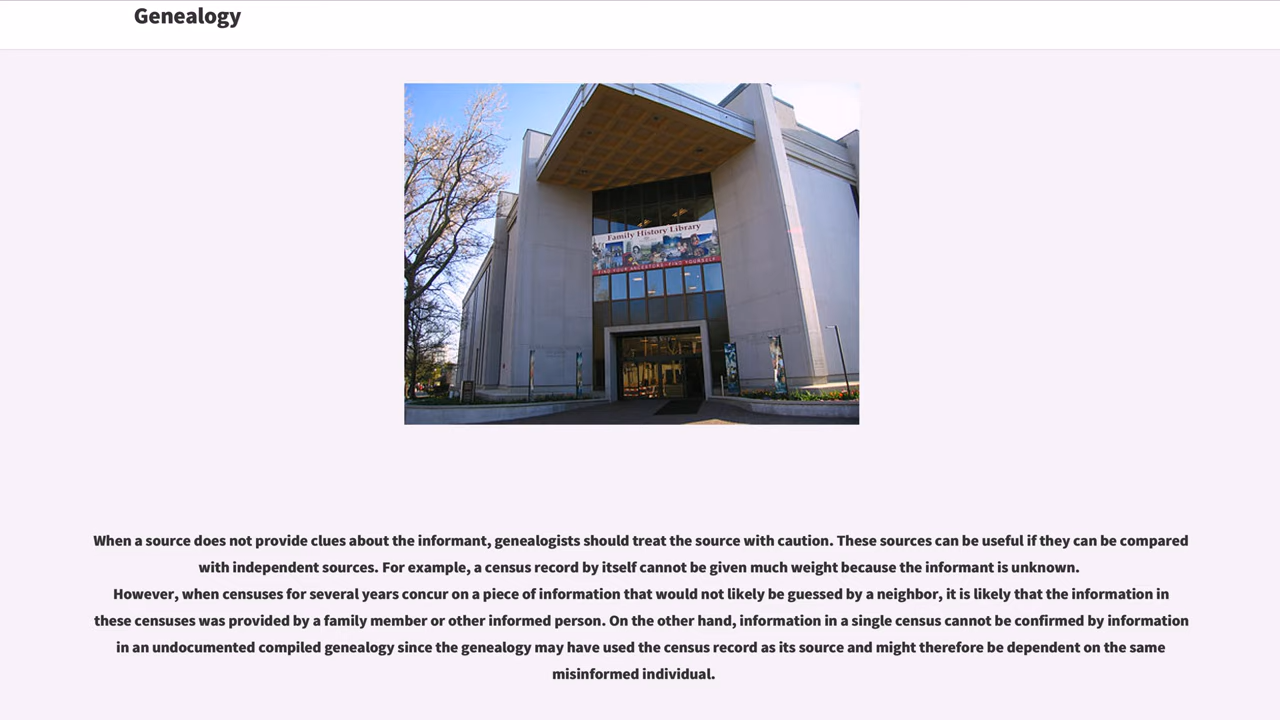 Genealogy
Family History Library
FIND YOUR ANCESTORS • FIND YOURSELF
When a source does not provide clues about the informant, genealogists should treat the source with caution. These sources can be useful if they can be compared
with independent sources. For example, a census record by itself cannot be given much weight because the informant is unknown.
However, when censuses for several years concur on a piece of information that would not likely be guessed by a neighbor, it is likely that the information in
these censuses was provided by a family member or other informed person. On the other hand, information in a single census cannot be confirmed by information
in an undocumented compiled genealogy since the genealogy may have used the census record as its source and might therefore be dependent on the same
misinformed individual.